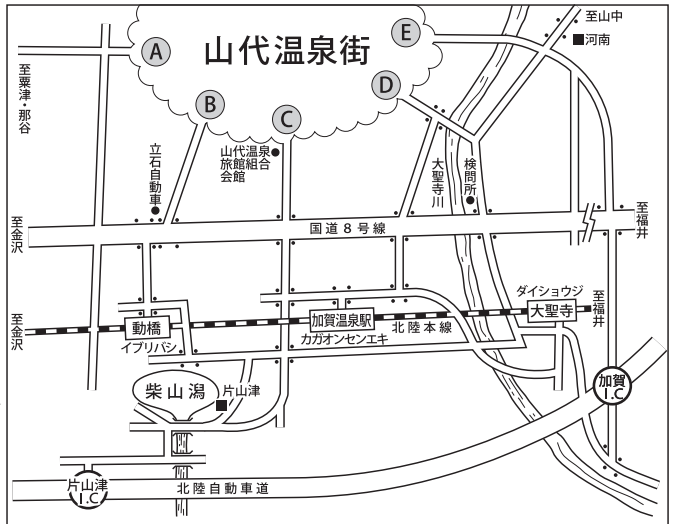 至山中
河南
E
山代温泉街
A
D
B
C
至粟津・那谷
立石自動車
山代温泉
旅館組合
会館
大聖寺川
検問所
至金沢
国道8号線
至福井
ダイショウジ
大聖寺
至福井
至金沢
動橋
イブリバシ
加賀温泉駅
カガオンセンエキ
北陸本線
柴山潟
片山津
加賀
I.C
片山津
I.C
北陸自動車道